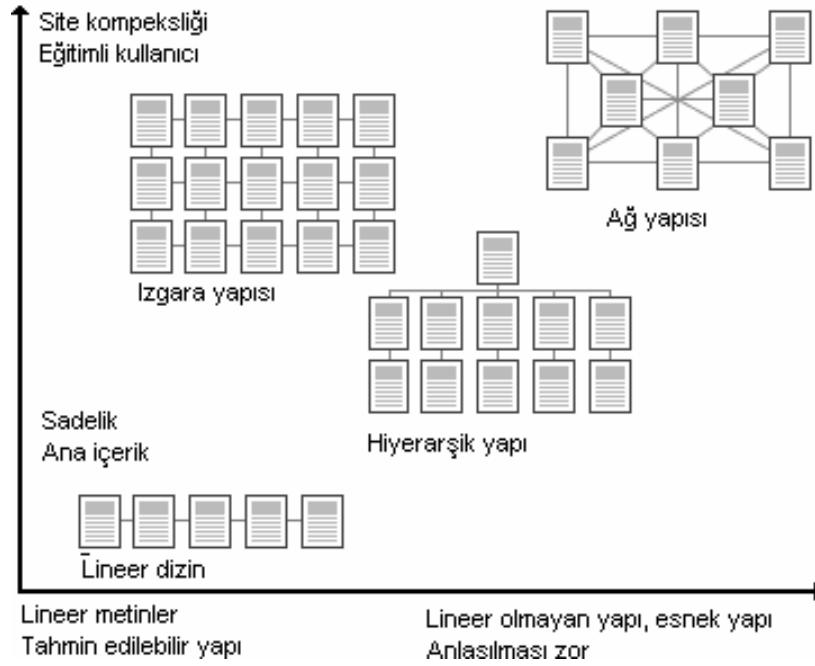 Site kompeksliği
Eğitimli kullanıcı
Ağ yapısı
Izgara yapısı
Sadelik
Ana içerik
Hiyerarşik yapı
Lineer dizin
Lineer metinler
Tahmin edilebilir yapı
Lineer olmayan yapı, esnek yapı
Anlasılması zor